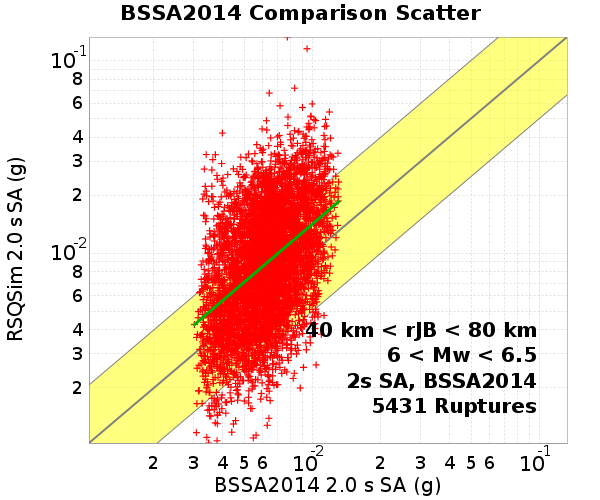 BSSA2014 Comparison Scatter
RSQSim 2.0 s SA (g)
10-1
8
6
4
3
2
10-2
8
6
4
3
2
40 km < rJB < 80 km
6 < Mw < 6.5
2s SA, BSSA2014
5431 Ruptures
2 3 4 5 6 10-2 2 3 4 5 6 10-1
BSSA2014 2.0 s SA (g)